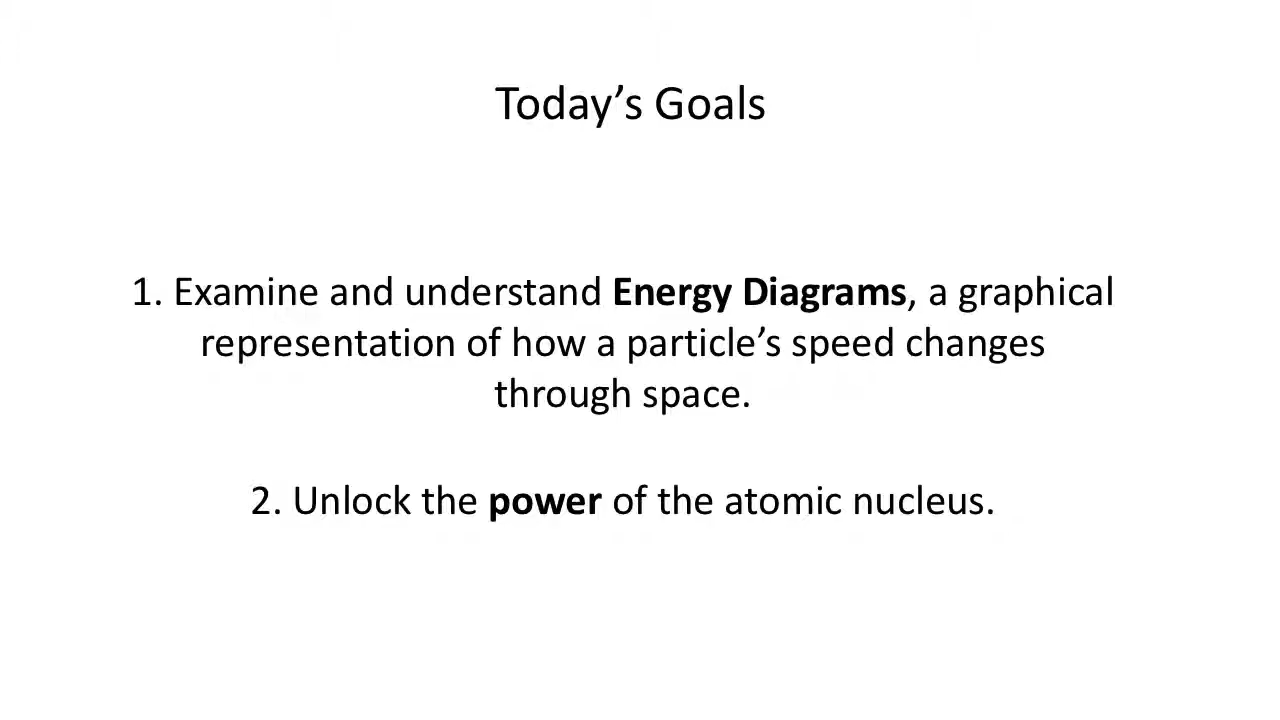 Today’s Goals
1. Examine and understand Energy Diagrams, a graphical
representation of how a particle’s speed changes
through space.
2. Unlock the power of the atomic nucleus.